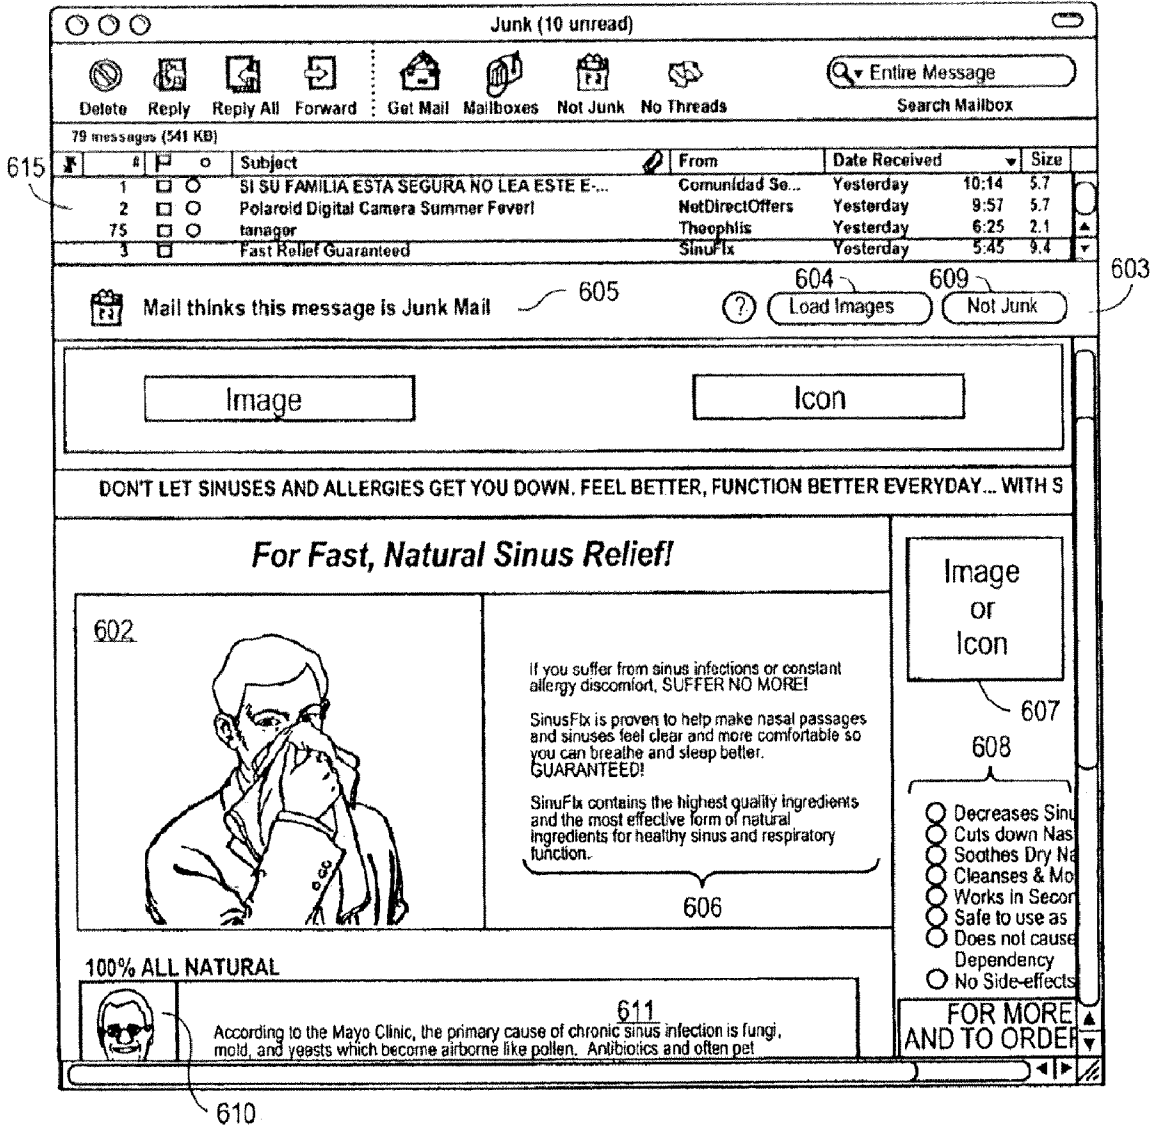 Junk (10 unread)
Entire Message
Delete Reply Reply All Forward Get Mail Mailboxes Not Junk No Threads Search Mailbox
79 messages (541 KB)
615
# Subject From Date Received Size
1 SI SU FAMILIA ESTA SEGURA NO LEA ESTE E-... Comunidad Se... Yesterday 10:14 5.7
2 Polaroid Digital Camera Summer Fever! NetDirectOffers Yesterday 9:57 5.7
75 tanager Theophlis Yesterday 6:25 2.1
3 Fast Relief Guaranteed SinuFix Yesterday 5:45 9.4
604 609 603
605
Mail thinks this message is Junk Mail ? Load Images Not Junk
Image Icon
DON'T LET SINUSES AND ALLERGIES GET YOU DOWN. FEEL BETTER, FUNCTION BETTER EVERYDAY... WITH S
For Fast, Natural Sinus Relief!
602
If you suffer from sinus infections or constant
allergy discomfort, SUFFER NO MORE!
SinusFix is proven to help make nasal passages
and sinuses feel clear and more comfortable so
you can breathe and sleep better.
GUARANTEED!
SinuFix contains the highest quality ingredients
and the most effective form of natural
ingredients for healthy sinus and respiratory
function.
606
Image
or
Icon
607
608
Decreases Sinu
Cuts down Nas
Soothes Dry Na
Cleanses & Mo
Works in Secon
Safe to use as
Does not cause
Dependency
No Side-effects
FOR MORE
AND TO ORDER
100% ALL NATURAL
611
According to the Mayo Clinic, the primary cause of chronic sinus infection is fungi,
mold, and yeasts which become airborne like pollen. Antibiotics and often pet
610